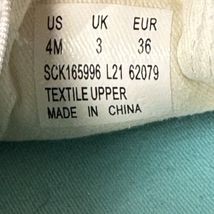 US UK EUR
4M 3 36
SCK165996 L21 62079
TEXTILE UPPER
MADE IN CHINA